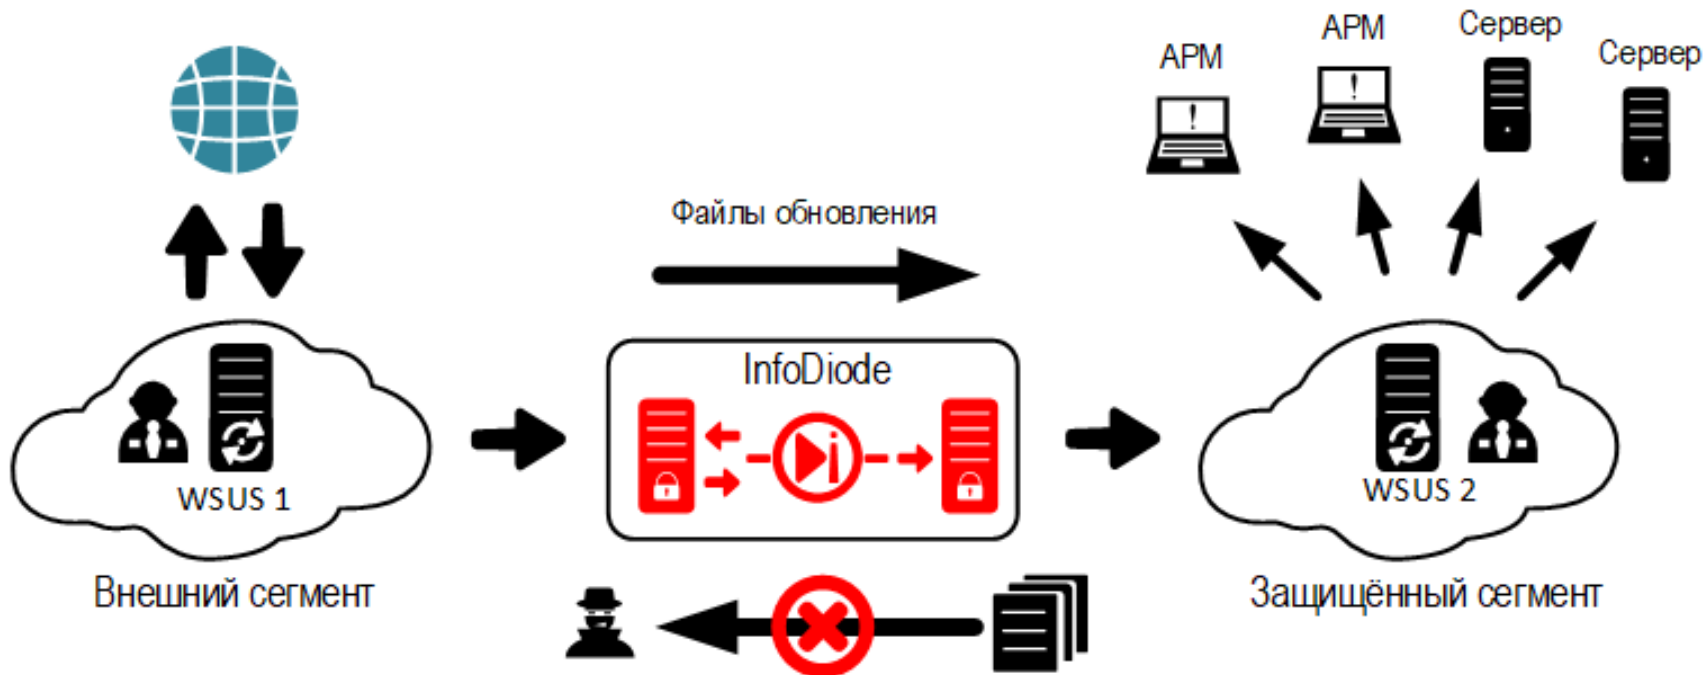 АРМ
АРМ
Сервер
Сервер
Файлы обновления
InfoDiode
WSUS 1
WSUS 2
Внешний сегмент
Защищённый сегмент